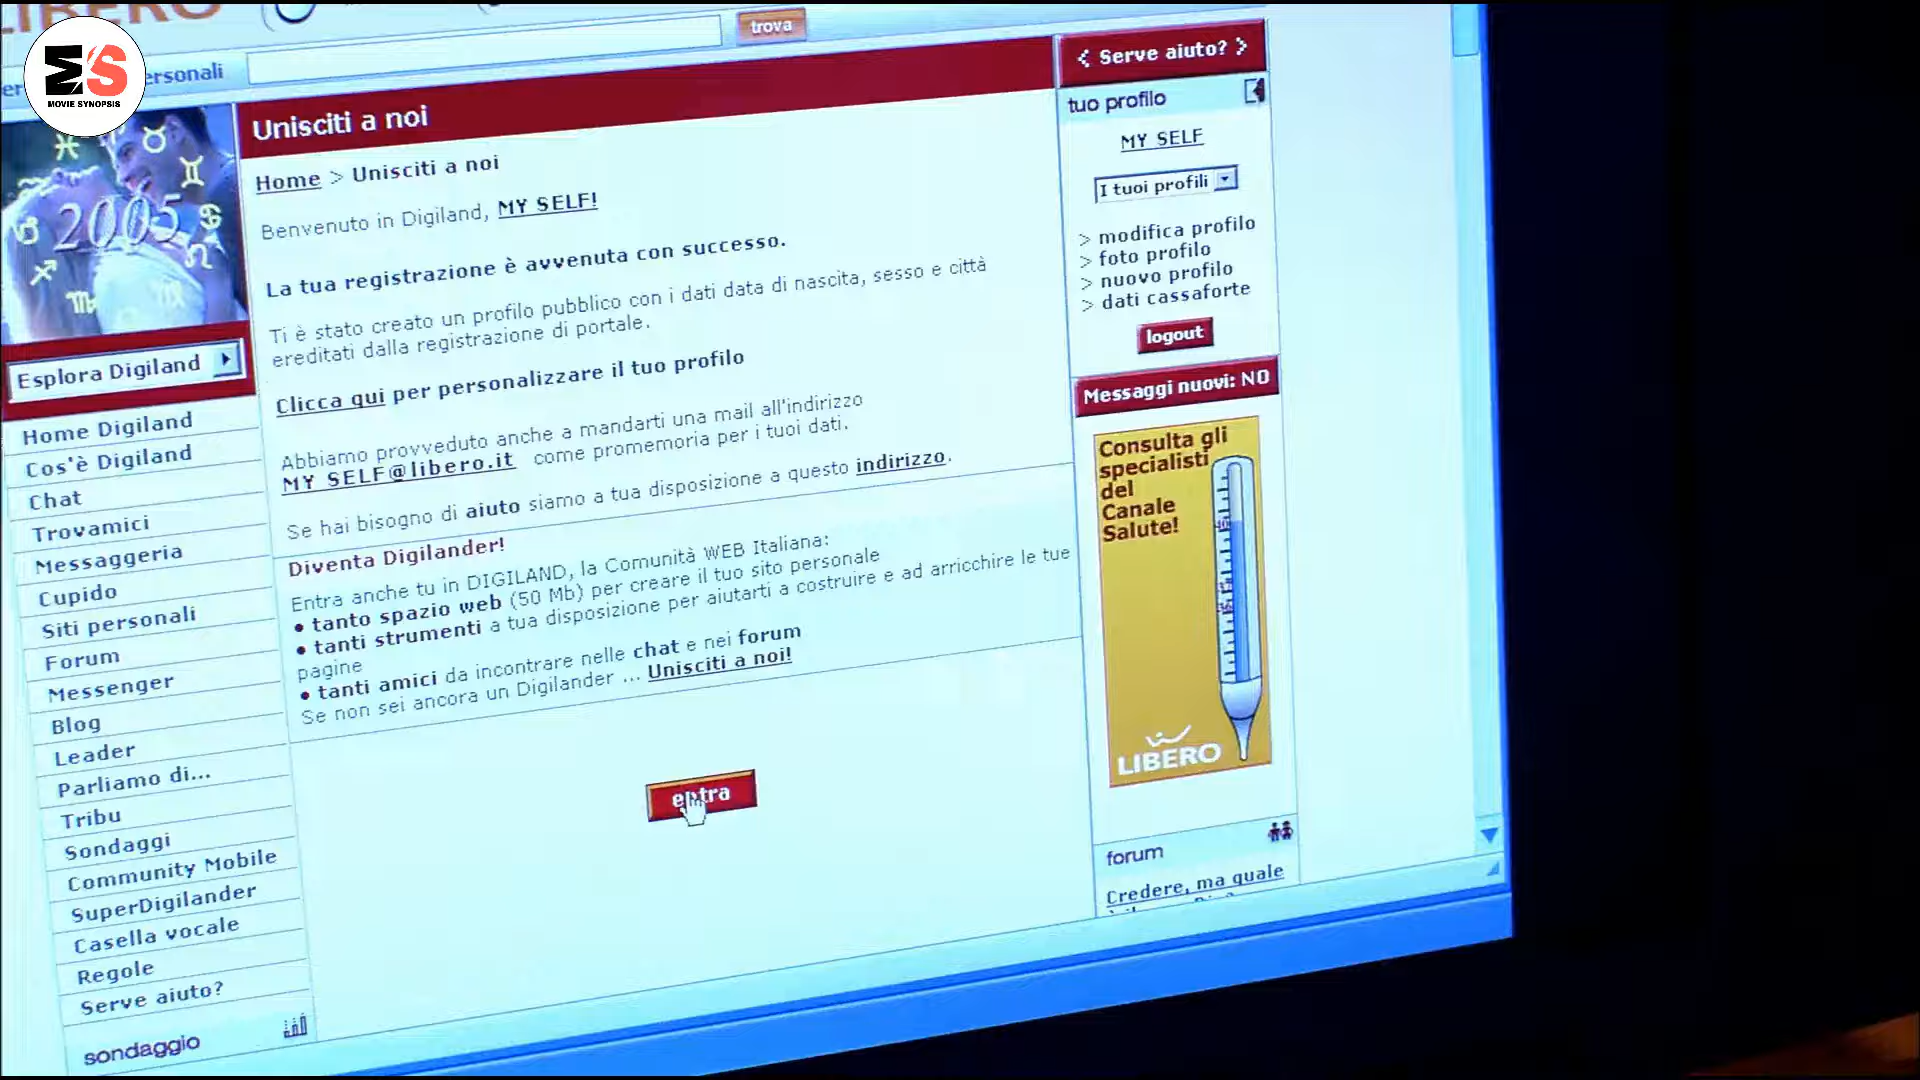 LIBERO
trova
personali
MOVIE SYNOPSIS
2005
Esplora Digiland
Home Digiland
Cos'è Digiland
Chat
Trovamici
Messaggeria
Cupido
Siti personali
Forum
Messenger
Blog
Leader
Parliamo di...
Tribu
Sondaggi
Community Mobile
SuperDigilander
Casella vocale
Regole
Serve aiuto?
sondaggio
Unisciti a noi
Home > Unisciti a noi
Benvenuto in Digiland, MY SELF!
La tua registrazione è avvenuta con successo.
Ti è stato creato un profilo pubblico con i dati data di nascita, sesso e città
ereditati dalla registrazione di portale.
Clicca qui per personalizzare il tuo profilo
Abbiamo provveduto anche a mandarti una mail all'indirizzo
MY SELF@libero.it come promemoria per i tuoi dati.
Se hai bisogno di aiuto siamo a tua disposizione a questo indirizzo.
Diventa Digilander!
Entra anche tu in DIGILAND, la Comunità WEB Italiana:
• tanto spazio web (50 Mb) per creare il tuo sito personale
• tanti strumenti a tua disposizione per aiutarti a costruire e ad arricchire le tue
pagine
• tanti amici da incontrare nelle chat e nei forum
Se non sei ancora un Digilander ... Unisciti a noi!
entra
< Serve aiuto? >
tuo profilo
MY SELF
I tuoi profili
> modifica profilo
> foto profilo
> nuovo profilo
> dati cassaforte
logout
Messaggi nuovi: NO
Consulta gli
specialisti
del
Canale
Salute!
LIBERO
forum
Credere, ma quale